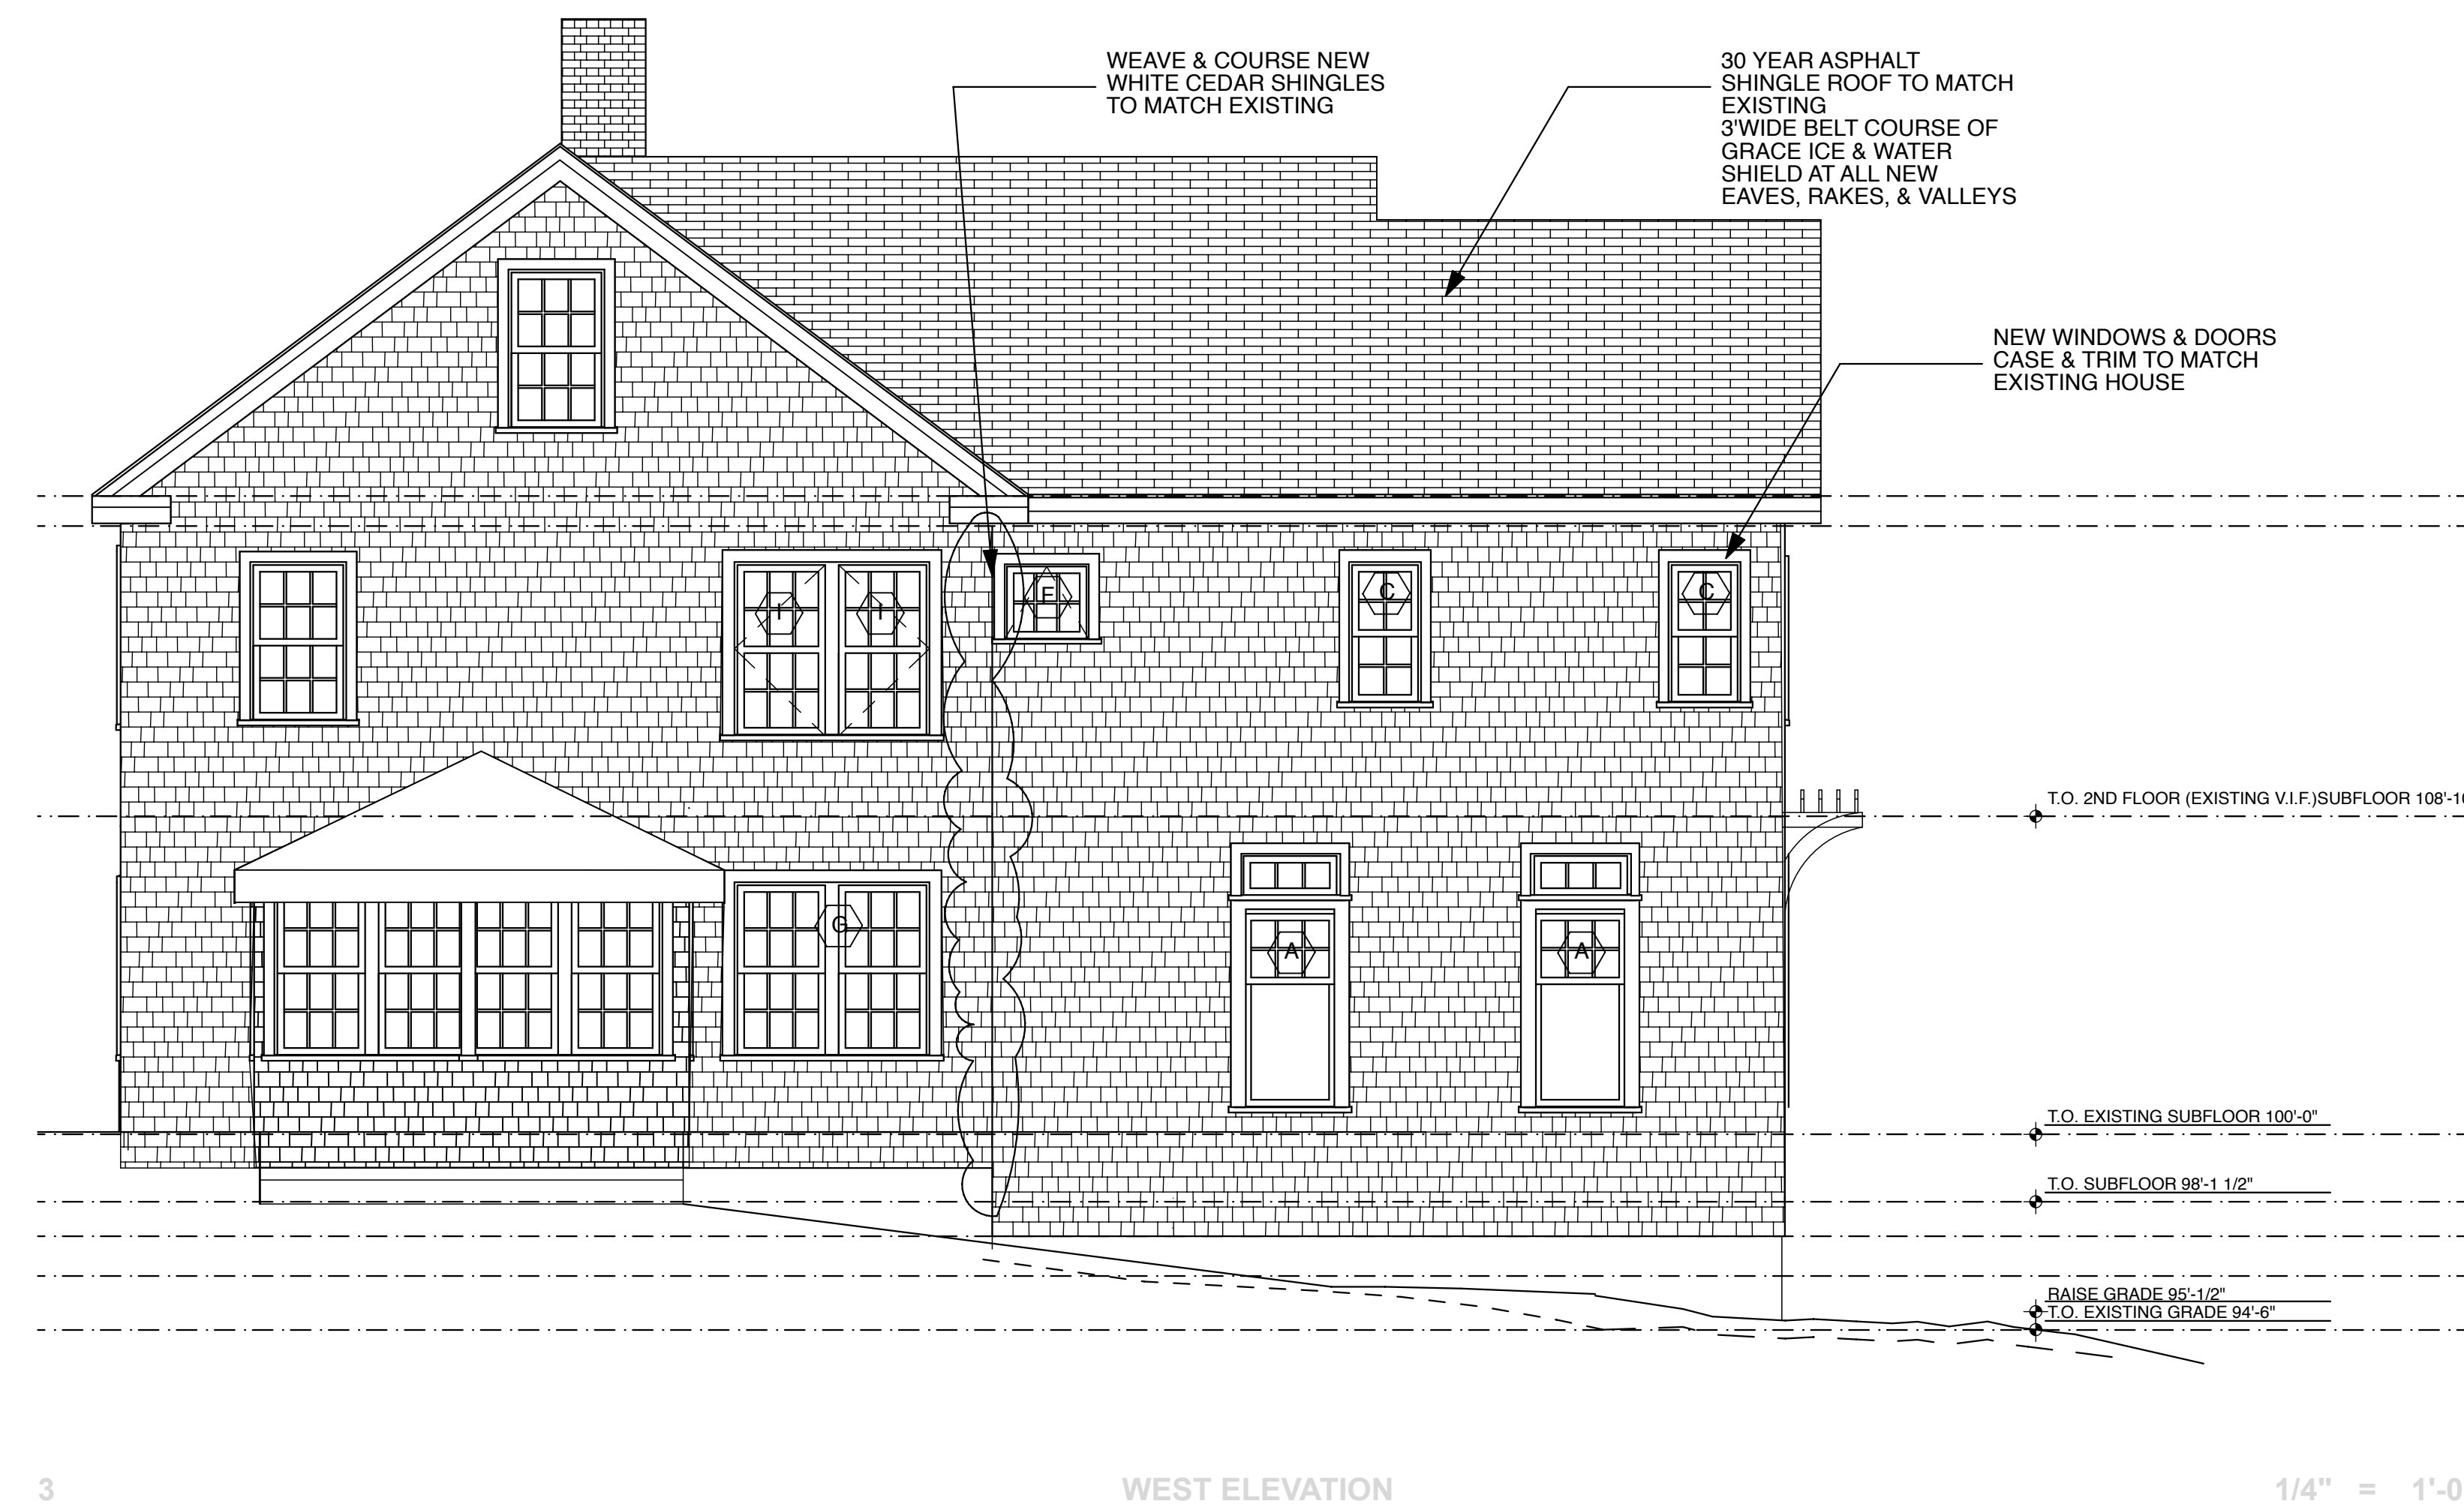 WEAVE & COURSE NEW
WHITE CEDAR SHINGLES
TO MATCH EXISTING
30 YEAR ASPHALT
SHINGLE ROOF TO MATCH
EXISTING
3'WIDE BELT COURSE OF
GRACE ICE & WATER
SHIELD AT ALL NEW
EAVES, RAKES, & VALLEYS
NEW WINDOWS & DOORS
CASE & TRIM TO MATCH
EXISTING HOUSE
I
I
F
C
C
T.O. 2ND FLOOR (EXISTING V.I.F.)SUBFLOOR 108'-1
G
A
A
T.O. EXISTING SUBFLOOR 100'-0"
T.O. SUBFLOOR 98'-1 1/2"
RAISE GRADE 95'-1/2"
T.O. EXISTING GRADE 94'-6"
3
WEST ELEVATION
1/4" = 1'-0